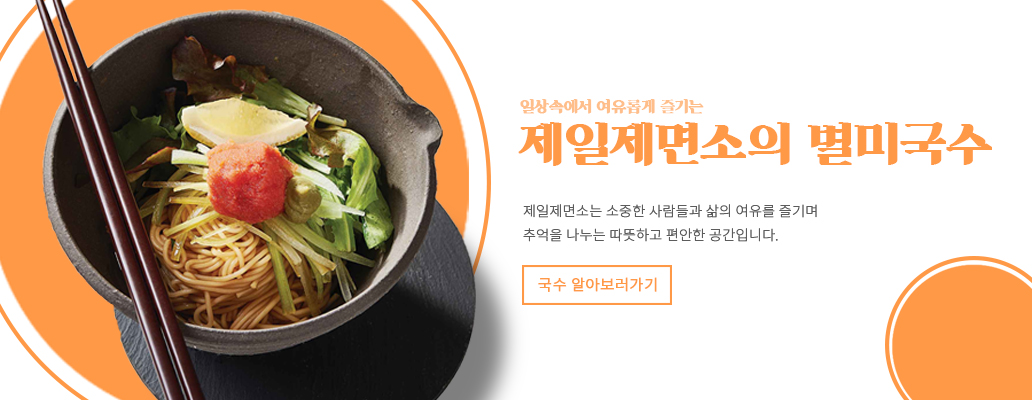 일상속에서 여유롭게 즐기는
제일제면소의 별미국수
제일제면소는 소중한 사람들과 삶의 여유를 즐기며
추억을 나누는 따뜻하고 편안한 공간입니다.
국수 알아보러가기